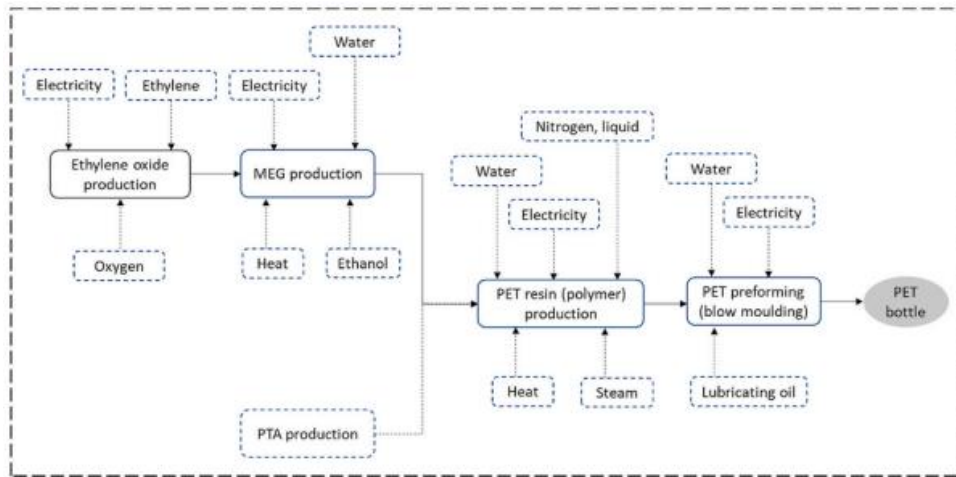 Water
Electricity
Ethylene
Electricity
Ethylene oxide
production
MEG production
Nitrogen, liquid
Water
Water
Electricity
Electricity
Oxygen
Heat
Ethanol
PET resin (polymer)
production
PET preforming
(blow moulding)
PET
bottle
Heat
Steam
Lubricating oil
PTA production